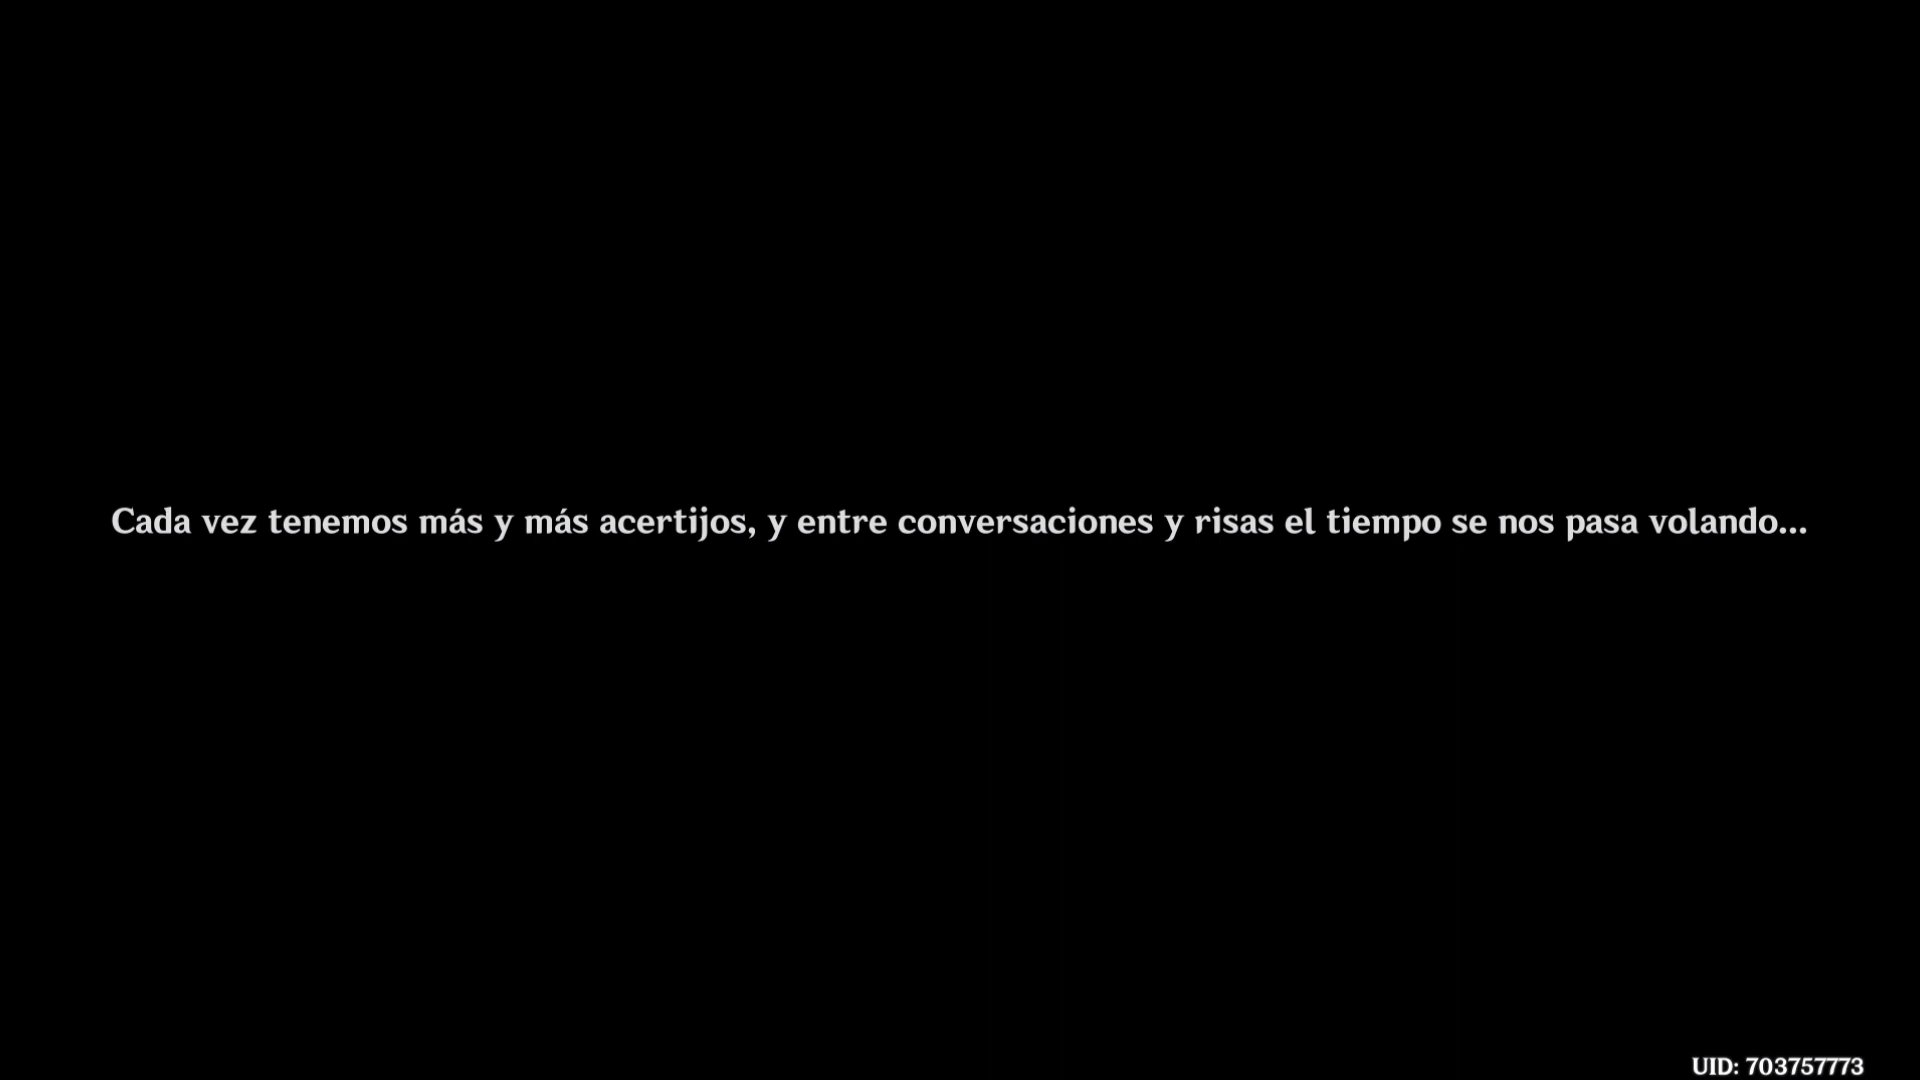 Cada vez tenemos más y más acertijos, y entre conversaciones y risas el tiempo se nos pasa volando...
UID: 703757773